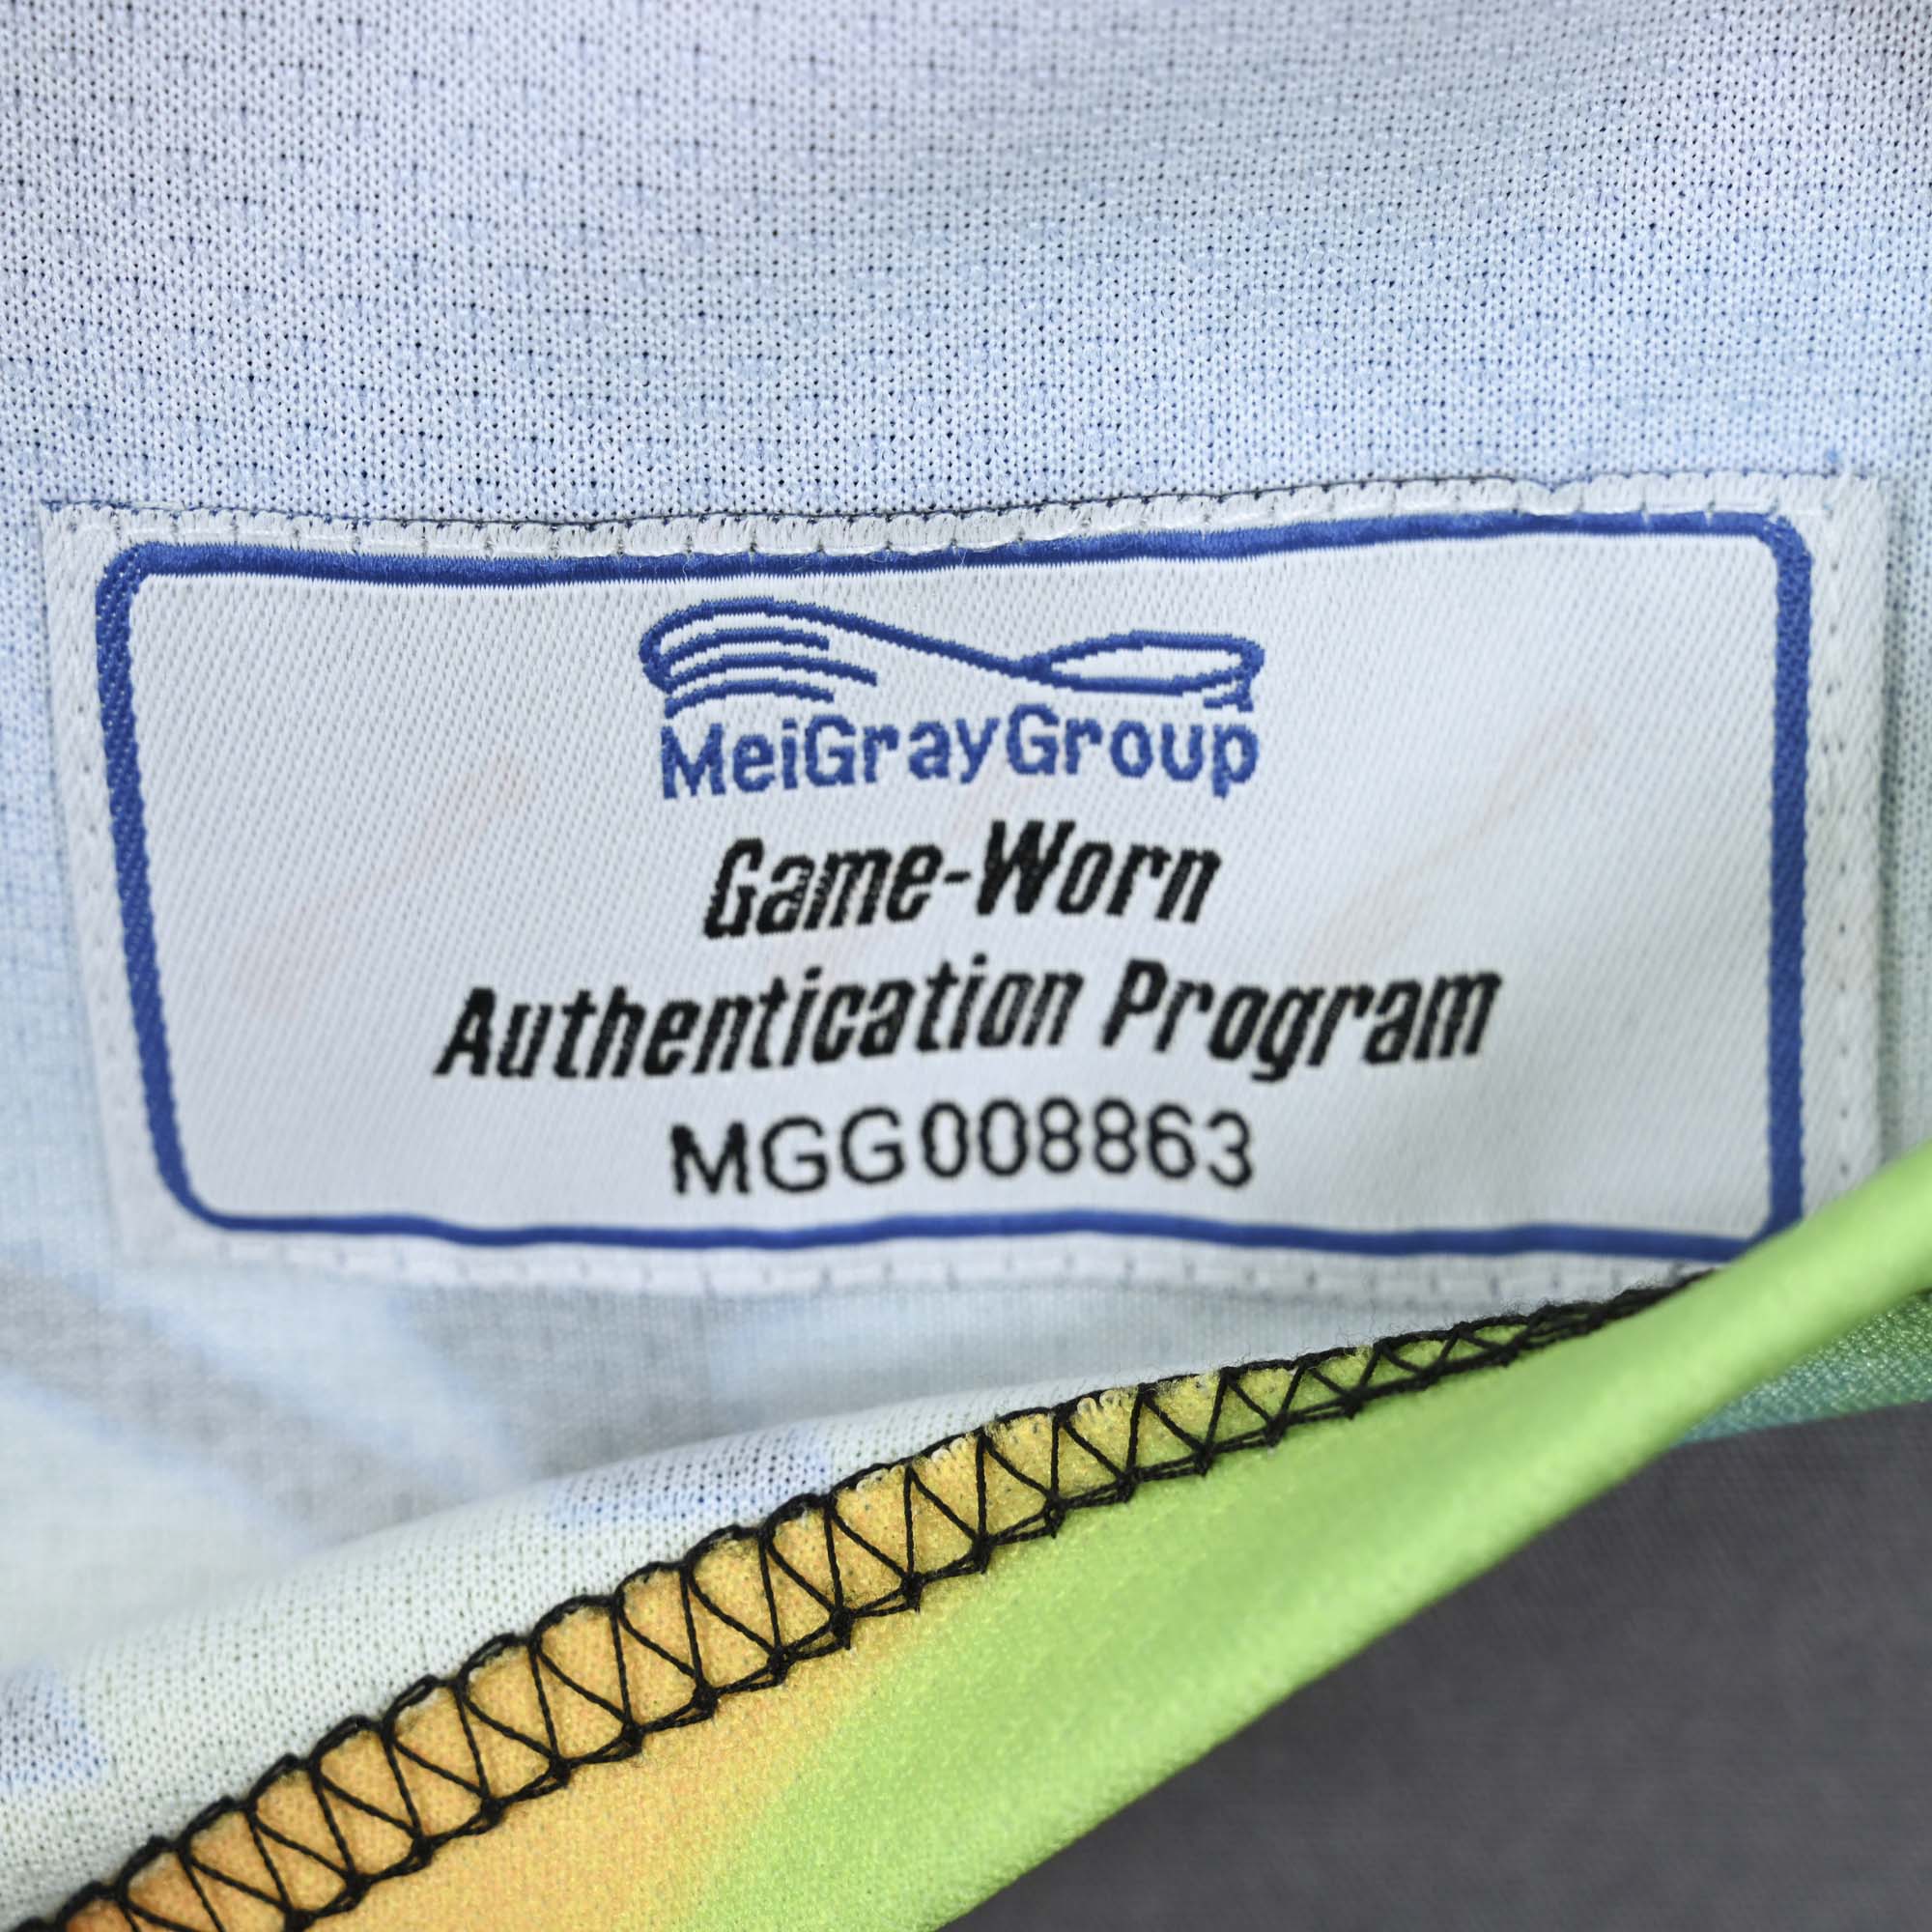 MeiGrayGroup
Game-Worn
Authentication Program
MGG008863